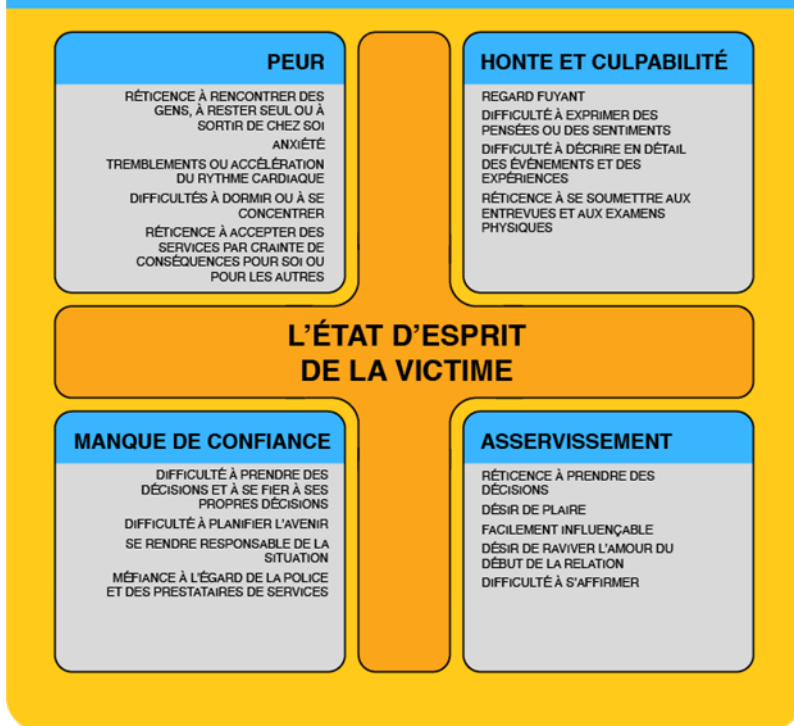 PEUR
RÉTICENCE À RENCONTRER DES
GENS, À RESTER SEUL OU À
SORTIR DE CHEZ SOI
ANXIÉTÉ
TREMBLEMENTS OU ACCÉLÉRATION
DU RYTHME CARDIAQUE
DIFFICULTÉS À DORMIR OU À SE
CONCENTRER
RÉTICENCE À ACCEPTER DES
SERVICES PAR CRAINTE DE
CONSÉQUENCES POUR SOI OU
POUR LES AUTRES
HONTE ET CULPABILITÉ
REGARD FUYANT
DIFFICULTÉ À EXPRIMER DES
PENSÉES OU DES SENTIMENTS
DIFFICULTÉ À DÉCRIRE EN DÉTAIL
DES ÉVÉNEMENTS ET DES
EXPÉRIENCES
RÉTICENCE À SE SOUMETTRE AUX
ENTREVUES ET AUX EXAMENS
PHYSIQUES
L'ÉTAT D'ESPRIT
DE LA VICTIME
MANQUE DE CONFIANCE
DIFFICULTÉ À PRENDRE DES
DÉCISIONS ET À SE FIER À SES
PROPRES DÉCISIONS
DIFFICULTÉ À PLANIFIER L'AVENIR
SE RENDRE RESPONSABLE DE LA
SITUATION
MÉFIANCE À L'ÉGARD DE LA POLICE
ET DES PRESTATAIRES DE SERVICES
ASSERVISSEMENT
RÉTICENCE À PRENDRE DES
DÉCISIONS
DÉSIR DE PLAIRE
FACILEMENT INFLUENÇABLE
DÉSIR DE RAVIVER L'AMOUR DU
DÉBUT DE LA RELATION
DIFFICULTÉ À S'AFFIRMER